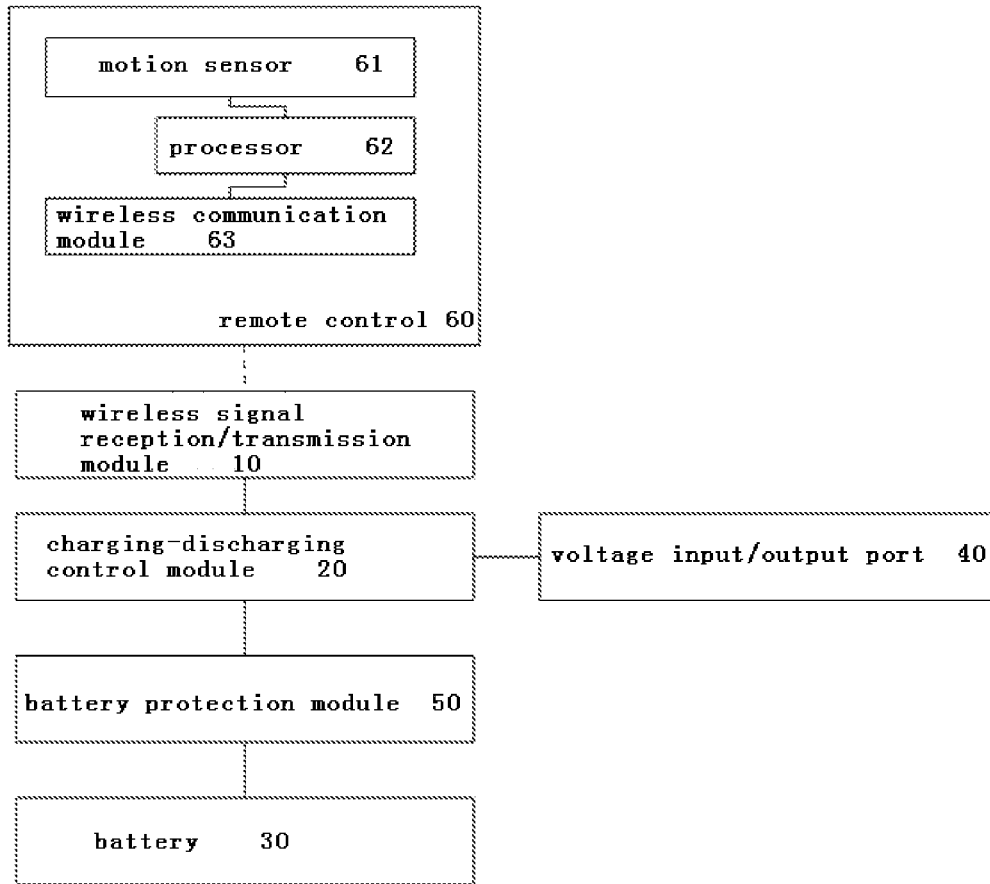 motion sensor 61
processor 62
wireless communication
module 63
remote control 60
wireless signal
reception/transmission
module 10
charging-discharging
control module 20
voltage input/output port 40
battery protection module 50
battery 30